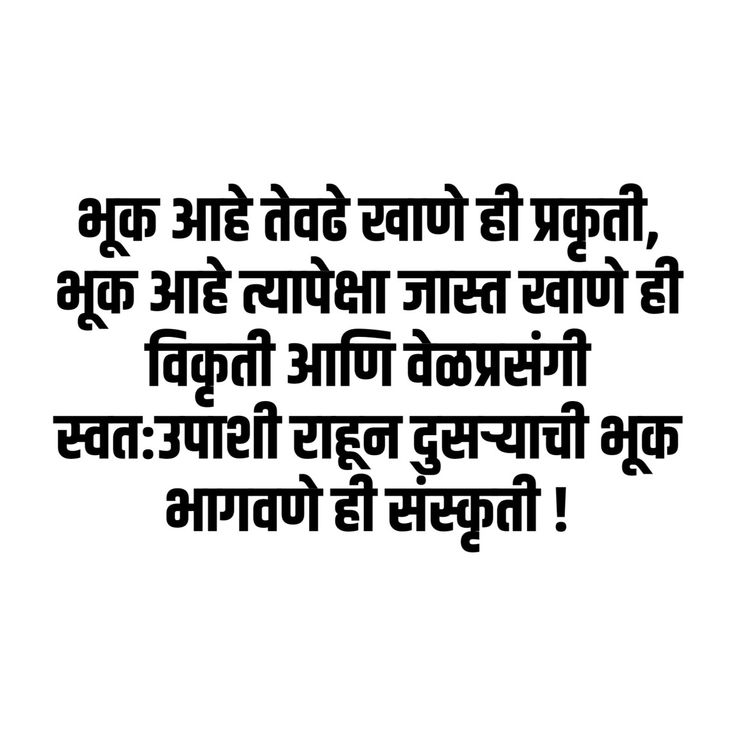 भूक आहे तेवढे खाणे ही प्रकृती,
भूक आहे त्यापेक्षा जास्त खाणे ही
विकृती आणि वेळप्रसंगी
स्वत:उपाशी राहून दुसऱ्याची भूक
भागवणे ही संस्कृती !